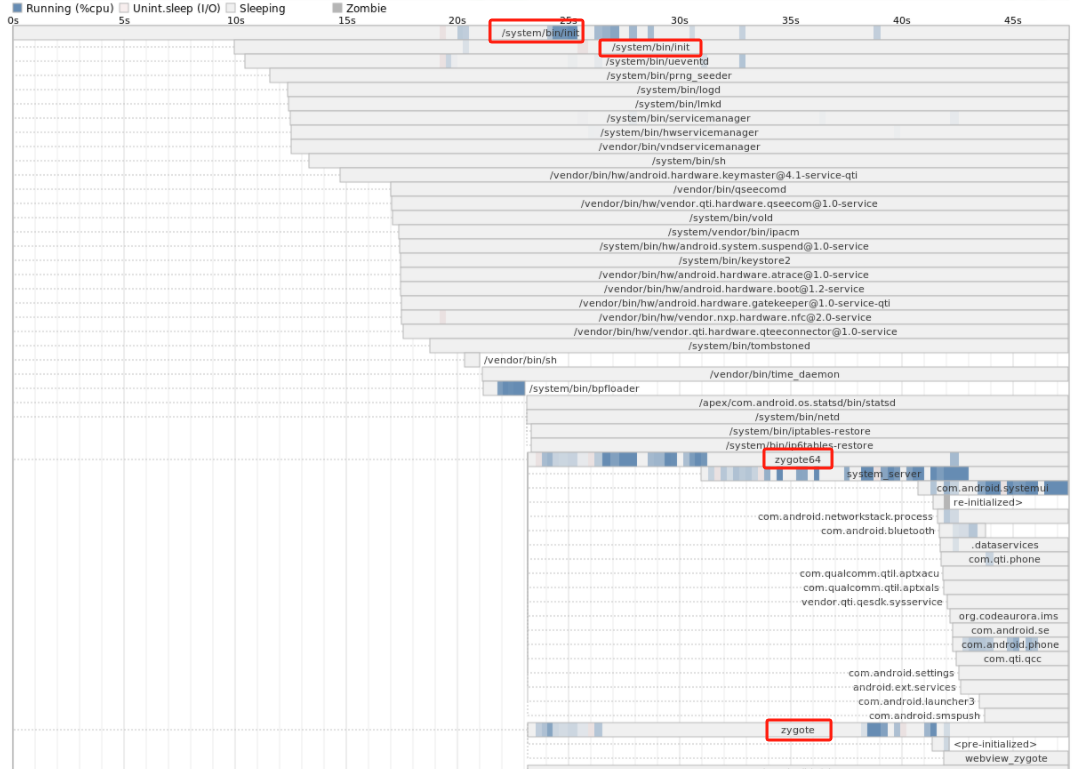 Running (%cpu) Unint.sleep (I/O) Sleeping Zombie
0s 5s 10s 15s 20s 25s 30s 35s 40s 45s
/system/bin/init
/system/bin/init
/system/bin/ueventd
/system/bin/prng_seeder
/system/bin/logd
/system/bin/lmkd
/system/bin/servicemanager
/system/bin/hwservicemanager
/vendor/bin/vndservicemanager
/system/bin/sh
/vendor/bin/hw/android.hardware.keymaster@4.1-service-qti
/vendor/bin/qseecomd
/vendor/bin/hw/vendor.qti.hardware.qseecom@1.0-service
/system/bin/vold
/system/vendor/bin/ipacm
/system/bin/hw/android.system.suspend@1.0-service
/system/bin/keystore2
/vendor/bin/hw/android.hardware.atrace@1.0-service
/vendor/bin/hw/android.hardware.boot@1.2-service
/vendor/bin/hw/android.hardware.gatekeeper@1.0-service-qti
/vendor/bin/hw/vendor.nxp.hardware.nfc@2.0-service
/vendor/bin/hw/vendor.qti.hardware.qteeconnector@1.0-service
/system/bin/tombstoned
/vendor/bin/sh
/vendor/bin/time_daemon
/system/bin/bpfloader
/apex/com.android.os.statsd/bin/statsd
/system/bin/netd
/system/bin/iptables-restore
/system/bin/ip6tables-restore
zygote64
system_server
com.android.systemui
re-initialized>
com.android.networkstack.process
com.android.bluetooth
.dataservices
com.qti.phone
com.qualcomm.qtil.aptxacu
com.qualcomm.qtil.aptxals
vendor.qti.qesdk.sysservice
org.codeaurora.ims
com.android.se
com.android.phone
com.qti.qcc
com.android.settings
android.ext.services
com.android.launcher3
com.android.smspush
zygote
<pre-initialized>
webview_zygote